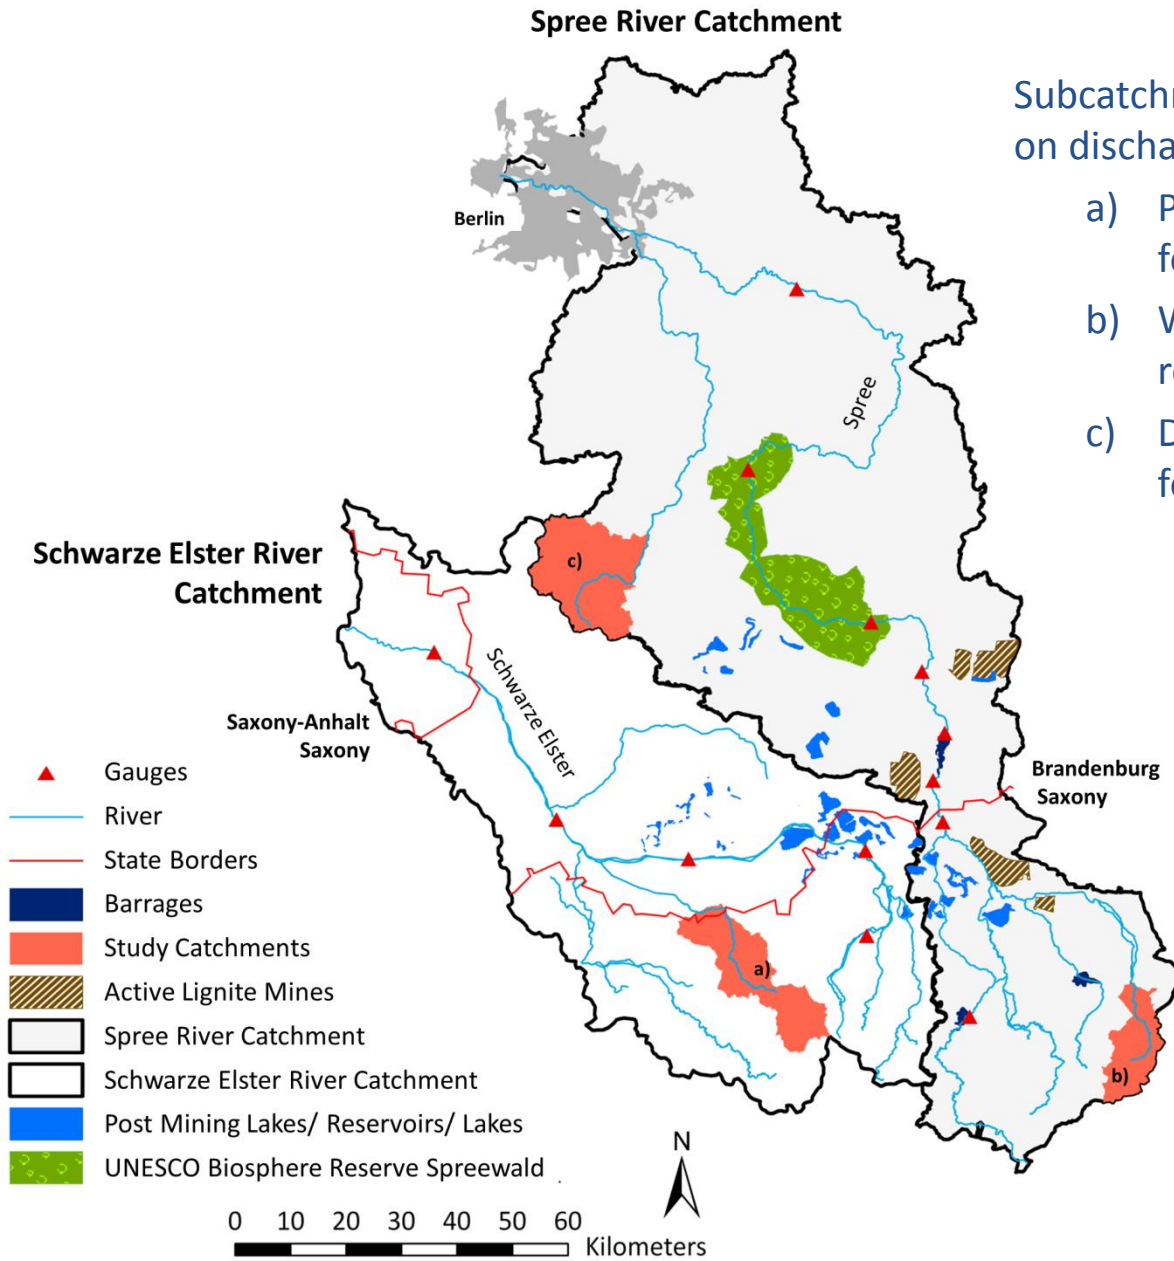 Spree River Catchment
Subcatchm
on discha
a) P
fo
b) V
re
c) D
fo
Berlin
Spree
c)
Schwarze Elster River
Catchment
Schwarze Elster
Saxony-Anhalt
Saxony
Brandenburg
Saxony
a)
b)
Gauges
River
State Borders
Barrages
Study Catchments
Active Lignite Mines
Spree River Catchment
Schwarze Elster River Catchment
Post Mining Lakes/ Reservoirs/ Lakes
UNESCO Biosphere Reserve Spreewald
N
0 10 20 30 40 50 60
Kilometers